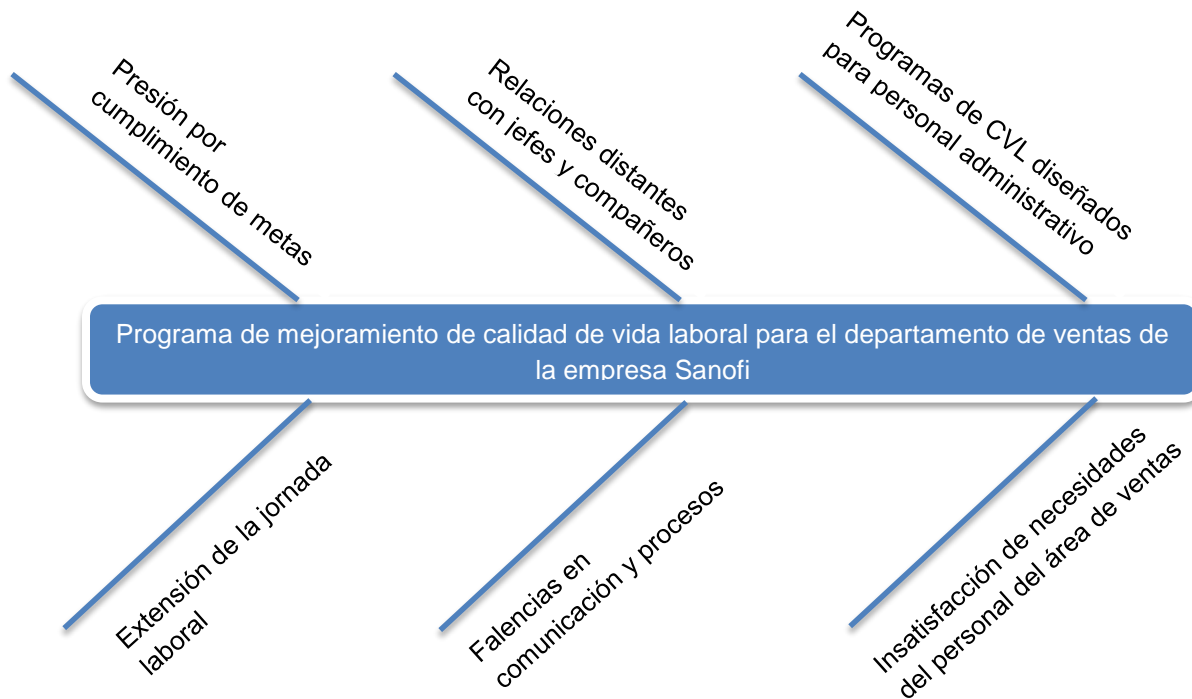 Presión por
cumplimiento de metas
Relaciones distantes
con jefes y compañeros
Programas de CVL diseñados
para personal administrativo
Programa de mejoramiento de calidad de vida laboral para el departamento de ventas de
la empresa Sanofi
Extensión de la jornada
laboral
Falencias en
comunicación y procesos
Insatisfacción de necesidades
del personal del área de ventas